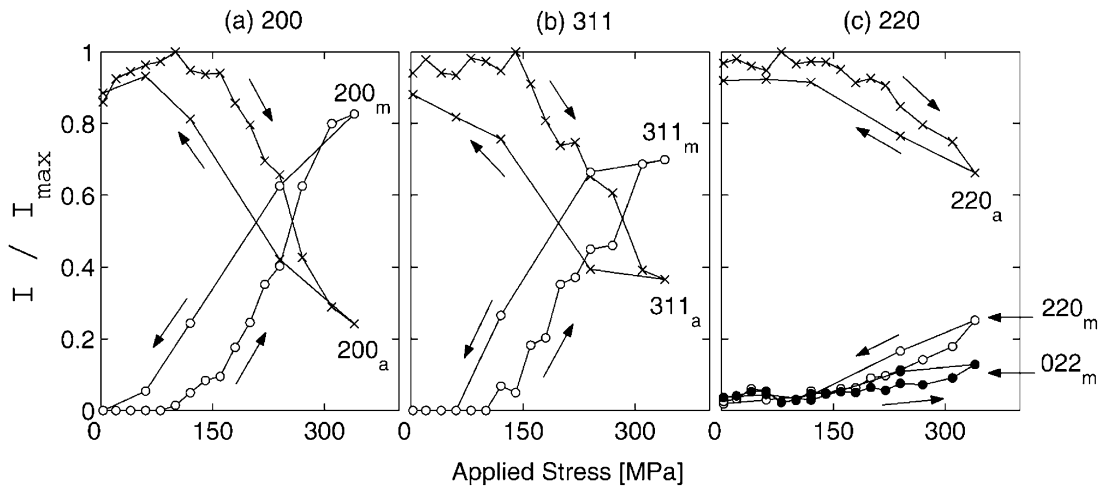 (a) 200
(b) 311
(c) 220
1
0.8
0.6
0.4
0.2
0
I / I_max
200_m
200_a
311_m
311_a
220_a
220_m
022_m
0 150 300
0 150 300
0 150 300
Applied Stress [MPa]